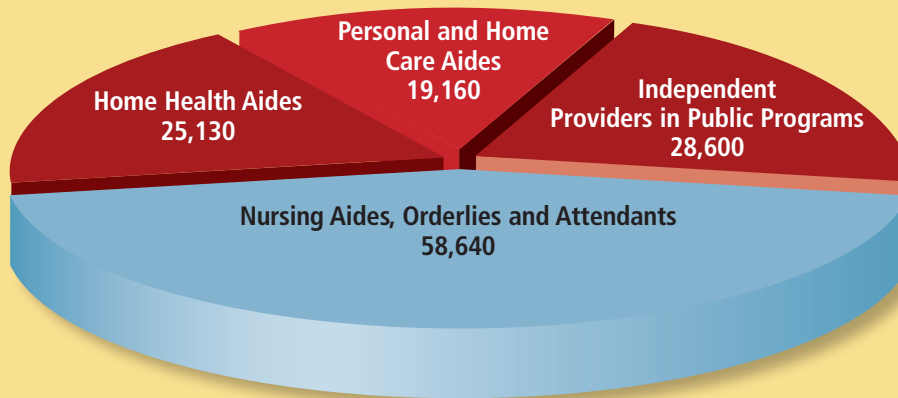 Personal and Home
Care Aides
19,160
Home Health Aides
25,130
Independent
Providers in Public Programs
28,600
Nursing Aides, Orderlies and Attendants
58,640